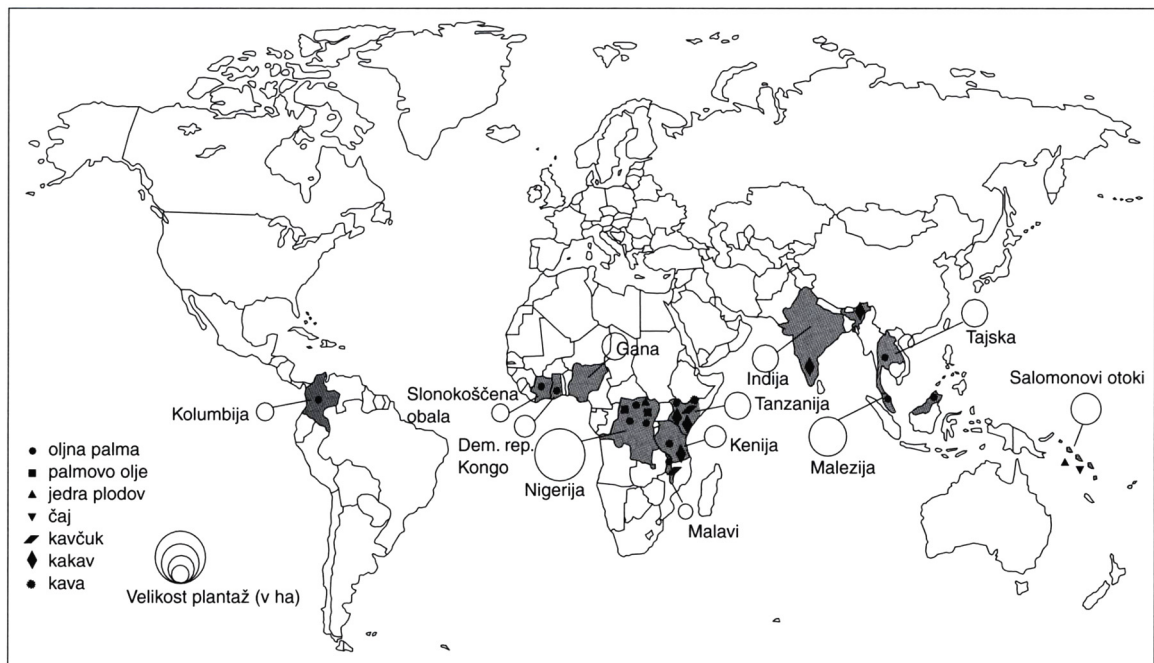 Gana
Tajska
Indija
Salomonovi otoki
Slonokoščena
obala
Kolumbija
Tanzanija
Dem. rep.
Kongo
Kenija
Malezija
Nigerija
Malavi
oljna palma
palmovo olje
jedra plodov
čaj
kavčuk
kakav
kava
Velikost plantaž (v ha)